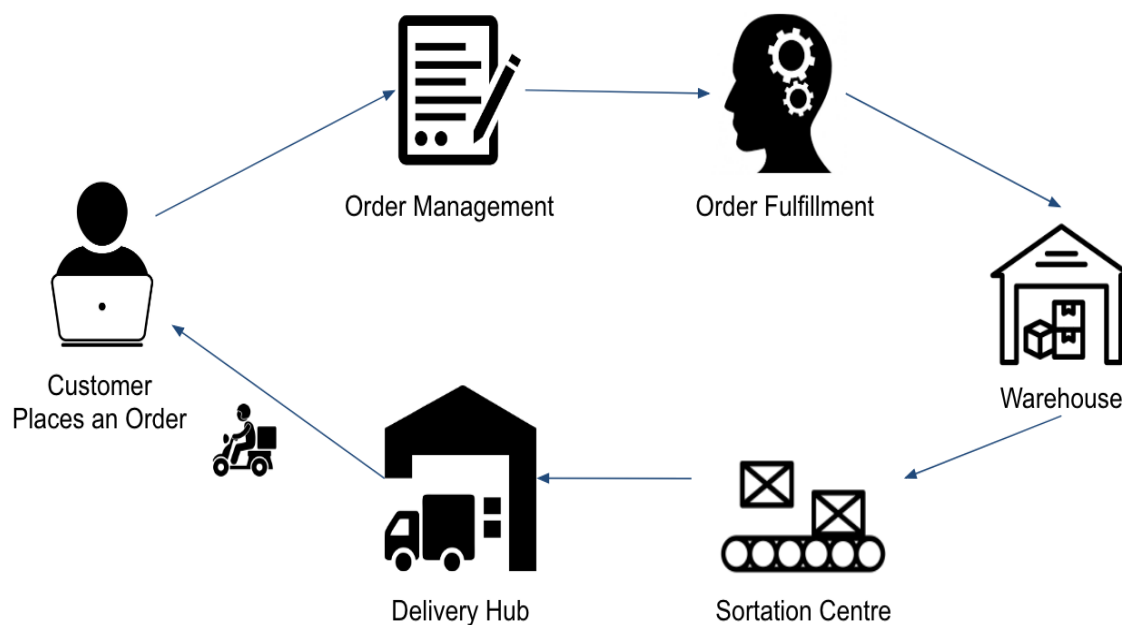 Order Management
Order Fulfillment
Customer
Places an Order
Warehouse
Delivery Hub
Sortation Centre